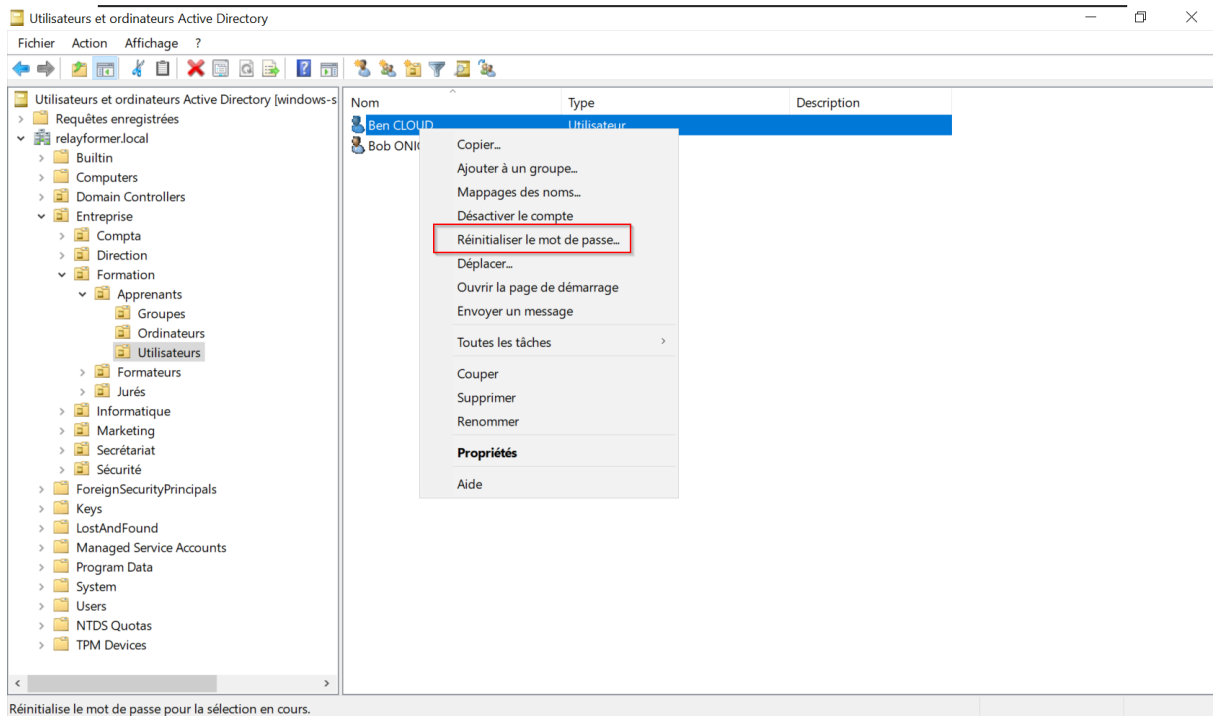 Utilisateurs et ordinateurs Active Directory
Fichier Action Affichage ?
Utilisateurs et ordinateurs Active Directory [windows-s
Requêtes enregistrées
relayformer.local
Builtin
Computers
Domain Controllers
Entreprise
Compta
Direction
Formation
Apprenants
Groupes
Ordinateurs
Utilisateurs
Formateurs
Jurés
Informatique
Marketing
Secrétariat
Sécurité
ForeignSecurityPrincipals
Keys
LostAndFound
Managed Service Accounts
Program Data
System
Users
NTDS Quotas
TPM Devices
Nom Type Description
Ben CLOUD Utilisateur
Bob
Copier...
Ajouter à un groupe...
Mappages des noms...
Désactiver le compte
Réinitialiser le mot de passe...
Déplacer...
Ouvrir la page de démarrage
Envoyer un message
Toutes les tâches
Couper
Supprimer
Renommer
Propriétés
Aide
Réinitialise le mot de passe pour la sélection en cours.